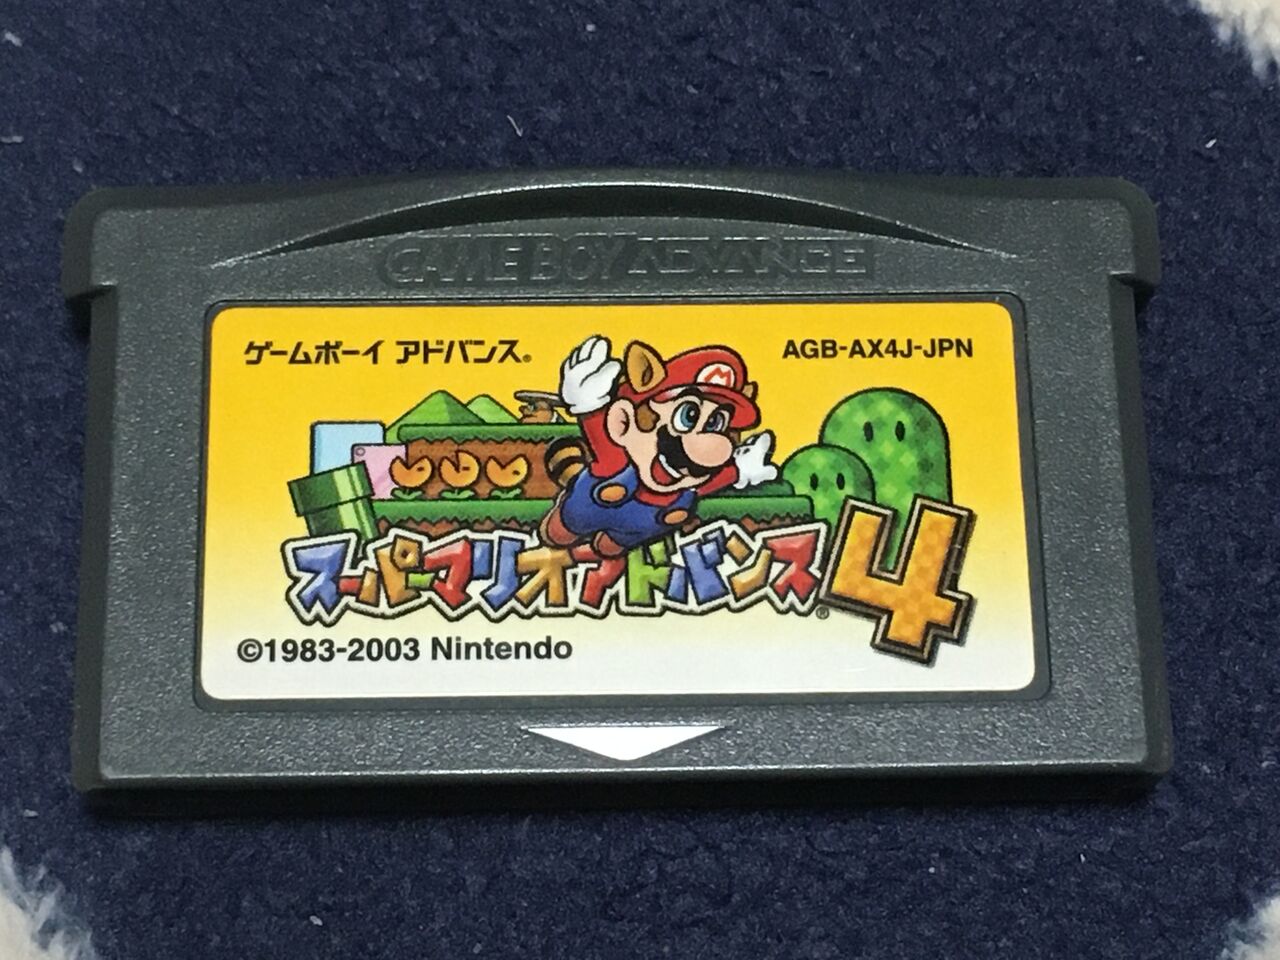 GAME BOY ADVANCE
ゲームボーイ アドバンス® AGB-AX4J-JPN
M
スーパーマリオアドバンス4®
©1983-2003 Nintendo